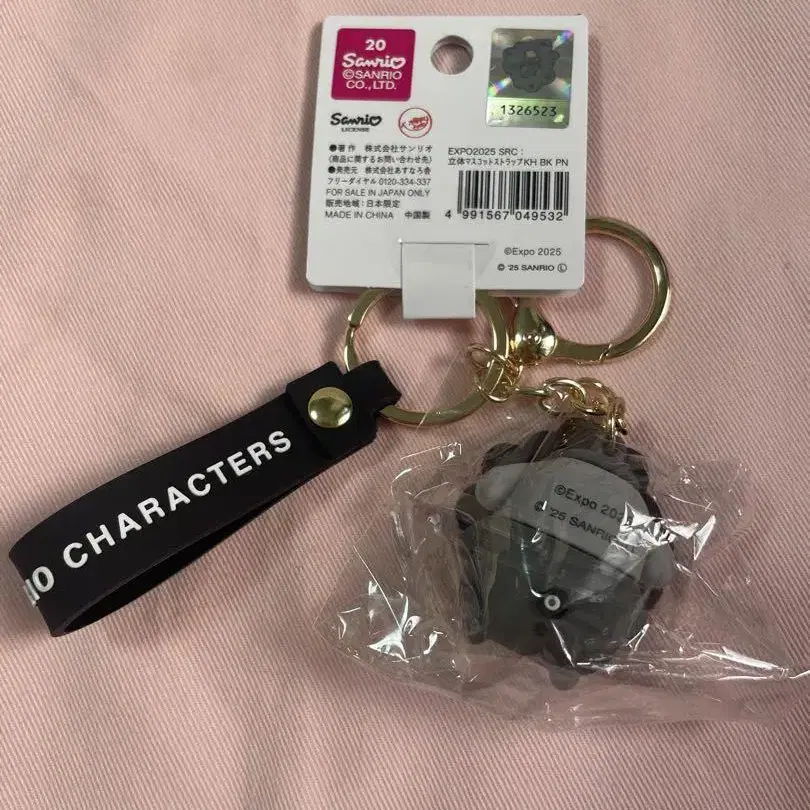 20
Sanrio
©SANRIO
CO.,LTD.
1326523
Sanrio
LICENSE
●著作 株式会社サンリオ
(商品に関するお問い合わせ先)
●発売元 株式会社あすなろ舎
フリーダイヤル 0120-334-337
FOR SALE IN JAPAN ONLY
販売地域:日本限定
MADE IN CHINA 中国製
EXPO2025 SRC:
立体マスコットストラップKH BK PN
4 991567 049532
©Expo 2025
© '25 SANRIO Ⓛ
IO CHARACTERS
©Expo 202
© '25 SANRIO